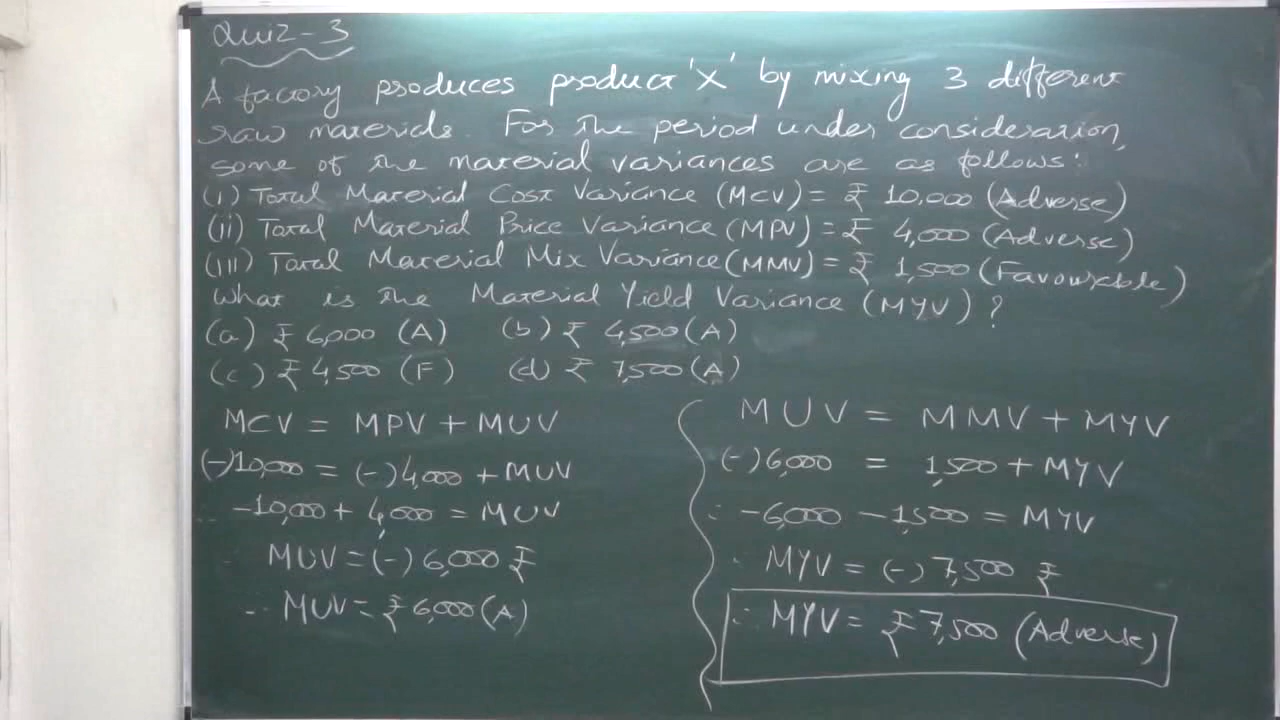 Quiz-3
A factory produces product 'X' by mixing 3 different
raw materials. For the period under consideration,
some of the material variances are as follows:
(i) Total Material Cost Variance (MCV) = ₹ 10,000 (Adverse)
(ii) Total Material Price Variance (MPV) = ₹ 4,000 (Adverse)
(iii) Total Material Mix Variance (MMV) = ₹ 1,500 (Favourable)
What is the Material Yield Variance (MYV) ?
(a) ₹ 6,000 (A) (b) ₹ 4,500 (A)
(c) ₹ 4,500 (F) (d) ₹ 7,500 (A)
MCV = MPV + MUV
(-)10,000 = (-)4,000 + MUV
∴ -10,000 + 4,000 = MUV
∴ MUV = (-) 6,000 ₹
∴ MUV = ₹ 6,000 (A)
MUV = MMV + MYV
(-)6,000 = 1,500 + MYV
∴ -6,000 - 1,500 = MYV
∴ MYV = (-) 7,500 ₹
∴ MYV = ₹ 7,500 (Adverse)